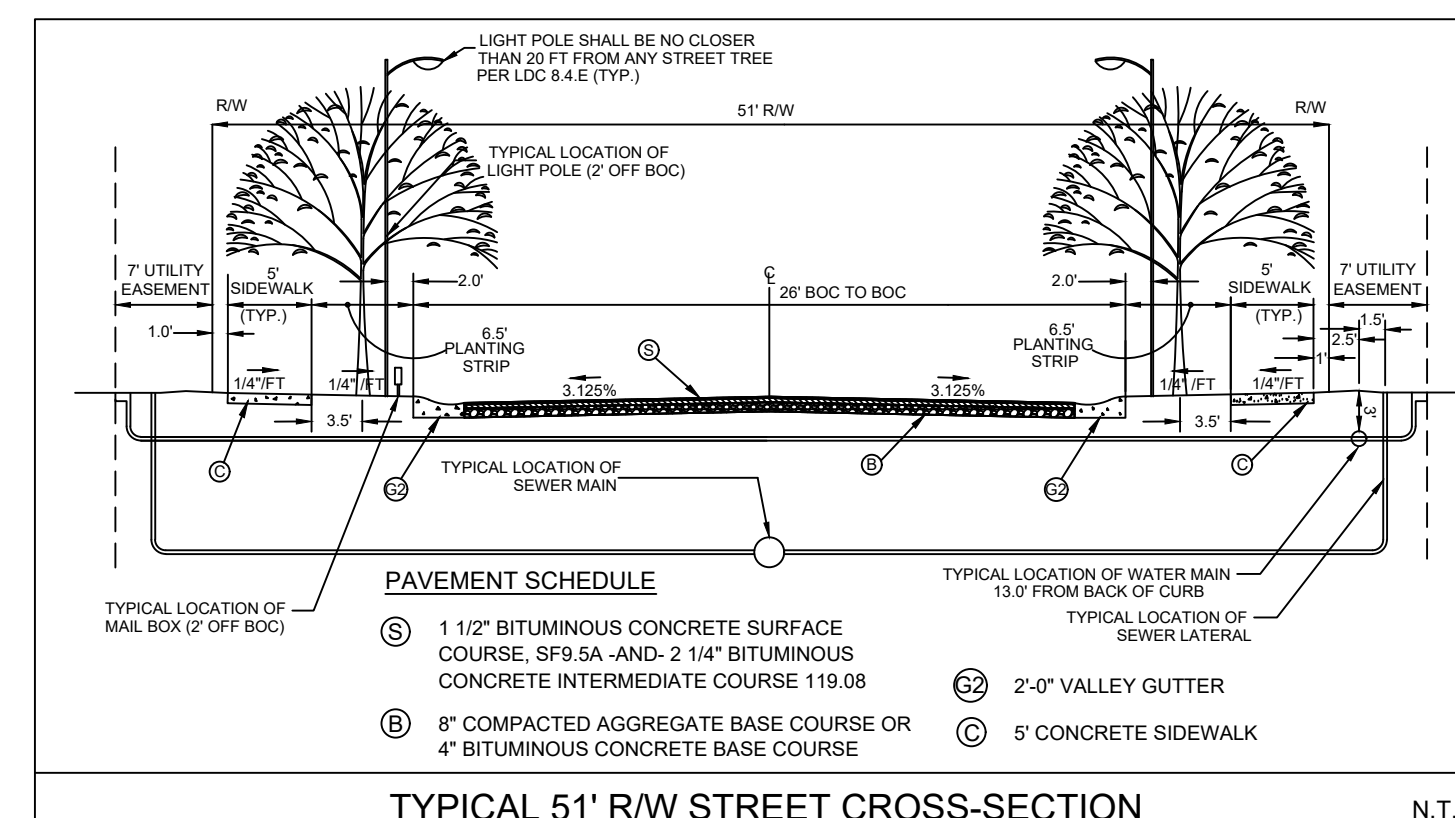 LIGHT POLE SHALL BE NO CLOSER
THAN 20 FT FROM ANY STREET TREE
PER LDC 8.4.E (TYP.)
R/W
51' R/W
R/W
TYPICAL LOCATION OF
LIGHT POLE (2' OFF BOC)
7' UTILITY
EASEMENT
5'
SIDEWALK
(TYP.)
2.0'
℄
26' BOC TO BOC
2.0'
5'
SIDEWALK
(TYP.)
7' UTILITY
EASEMENT
1.0'
6.5'
PLANTING
STRIP
S
6.5'
PLANTING
STRIP
1.5'
2.5'
1'
1/4"/FT
1/4" /FT
3.125%
3.125%
1/4" /FT
1/4"/FT
3.5'
3.5'
3'
C
G2
TYPICAL LOCATION OF
SEWER MAIN
B
G2
C
TYPICAL LOCATION OF
MAIL BOX (2' OFF BOC)
TYPICAL LOCATION OF WATER MAIN
13.0' FROM BACK OF CURB
TYPICAL LOCATION OF
SEWER LATERAL
PAVEMENT SCHEDULE
S 1 1/2" BITUMINOUS CONCRETE SURFACE
COURSE, SF9.5A -AND- 2 1/4" BITUMINOUS
CONCRETE INTERMEDIATE COURSE 119.08
B 8" COMPACTED AGGREGATE BASE COURSE OR
4" BITUMINOUS CONCRETE BASE COURSE
G2 2'-0" VALLEY GUTTER
C 5' CONCRETE SIDEWALK
TYPICAL 51' R/W STREET CROSS-SECTION
N.T.